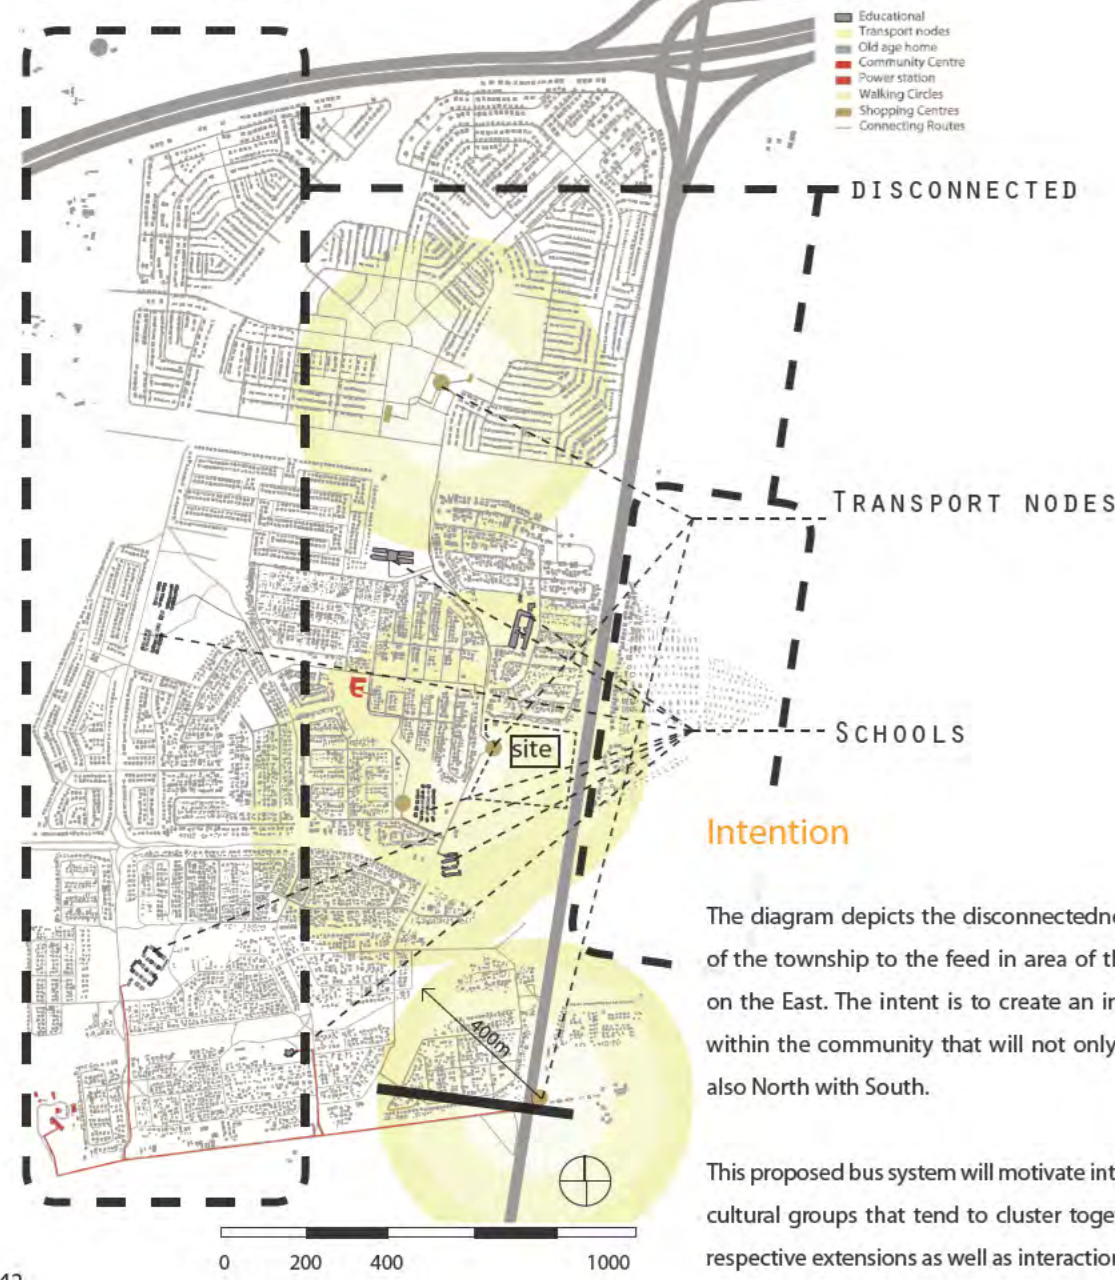 Educational
Transport nodes
Old age home
Community Centre
Power station
Walking Circles
Shopping Centres
Connecting Routes
DISCONNECTED
TRANSPORT NODES
SCHOOLS
site
400m
0 200 400 1000
Intention
The diagram depicts the disconnectedn
of the township to the feed in area of t
on the East. The intent is to create an i
within the community that will not only
also North with South.
This proposed bus system will motivate int
cultural groups that tend to cluster toge
respective extensions as well as interaction